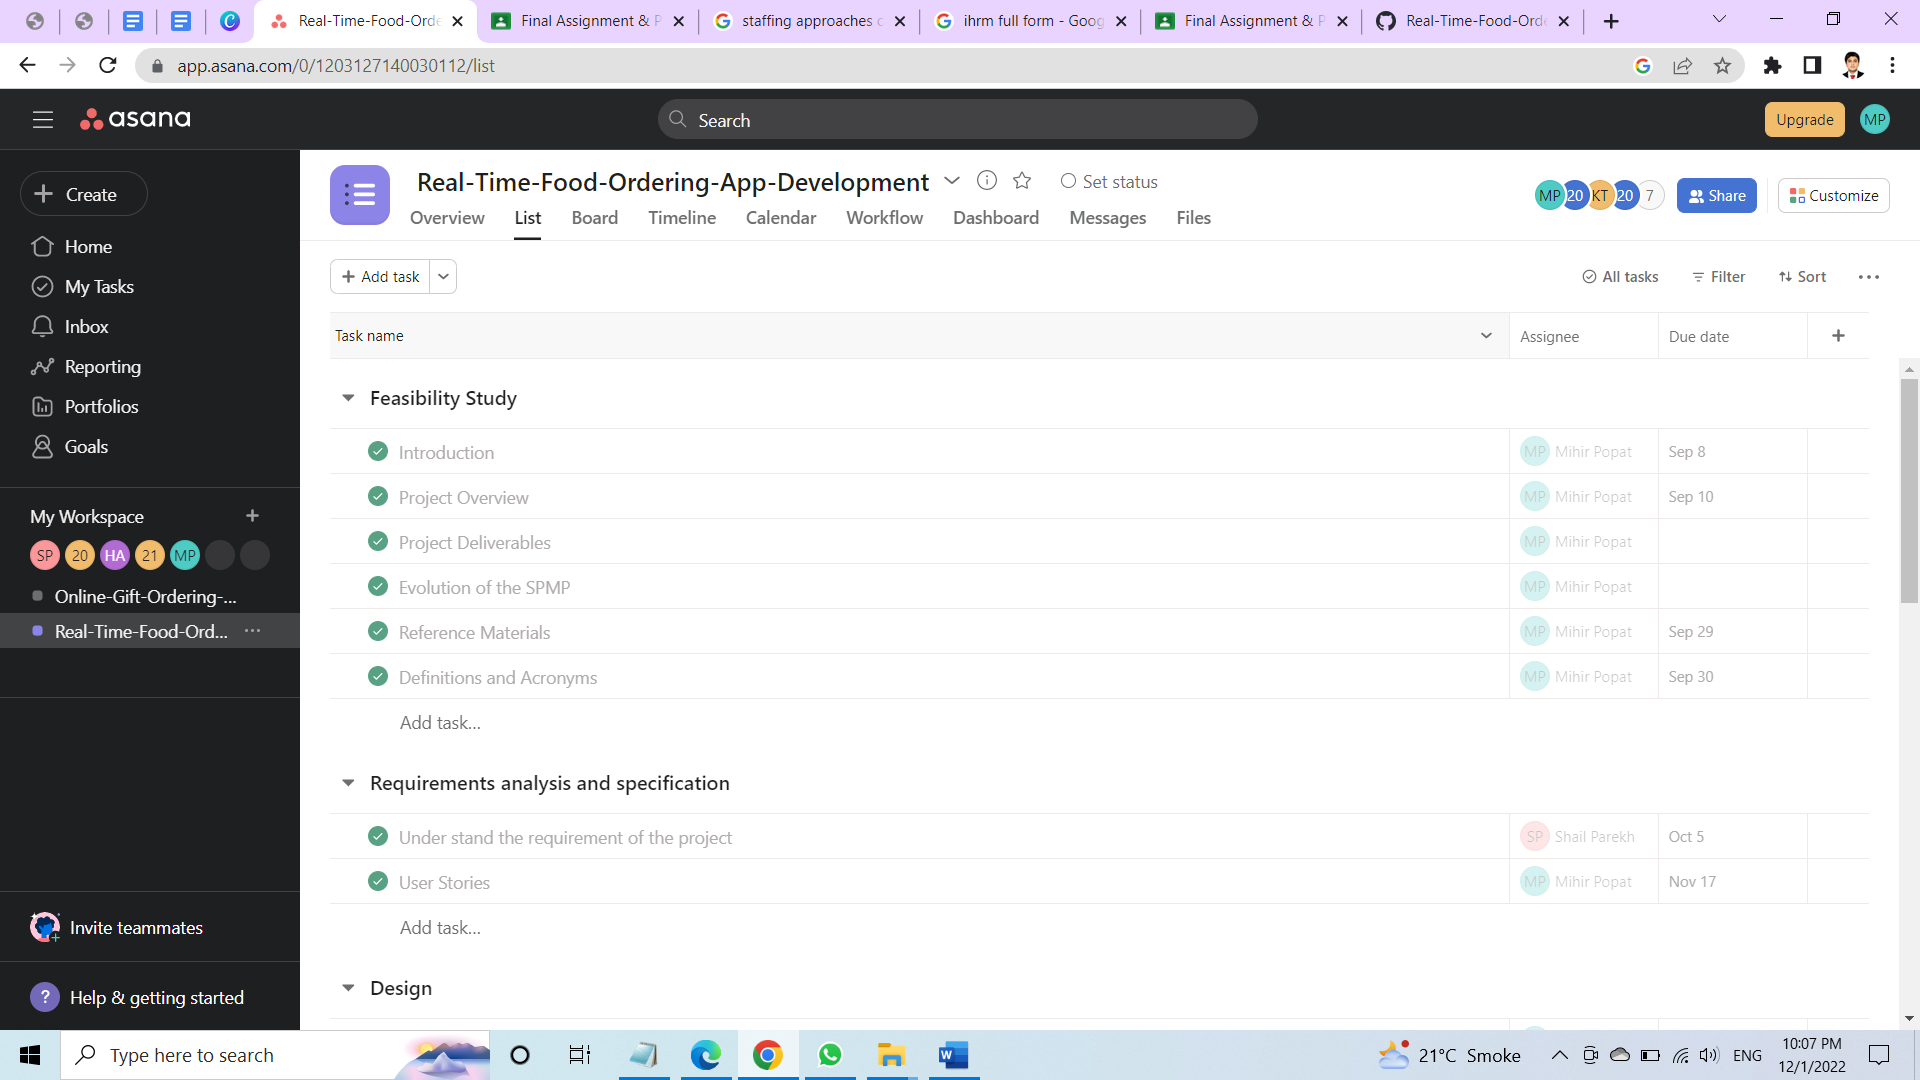 Real-Time-Food-Orde
Final Assignment & P
staffing approaches o
ihrm full form - Goog
Final Assignment & P
Real-Time-Food-Orde
app.asana.com/0/1203127140030112/list
asana
Search
Upgrade
MP
Create
Home
My Tasks
Inbox
Reporting
Portfolios
Goals
My Workspace
SP 20 HA 21 MP
Online-Gift-Ordering-...
Real-Time-Food-Ord... ...
Invite teammates
? Help & getting started
Real-Time-Food-Ordering-App-Development
Set status
MP 20 KT 20 7
Share
Customize
Overview List Board Timeline Calendar Workflow Dashboard Messages Files
+ Add task
All tasks Filter Sort ...
Task name Assignee Due date +
Feasibility Study
Introduction MP Mihir Popat Sep 8
Project Overview MP Mihir Popat Sep 10
Project Deliverables MP Mihir Popat
Evolution of the SPMP MP Mihir Popat
Reference Materials MP Mihir Popat Sep 29
Definitions and Acronyms MP Mihir Popat Sep 30
Add task...
Requirements analysis and specification
Under stand the requirement of the project SP Shail Parekh Oct 5
User Stories MP Mihir Popat Nov 17
Add task...
Design
Type here to search
21°C Smoke
ENG
10:07 PM
12/1/2022